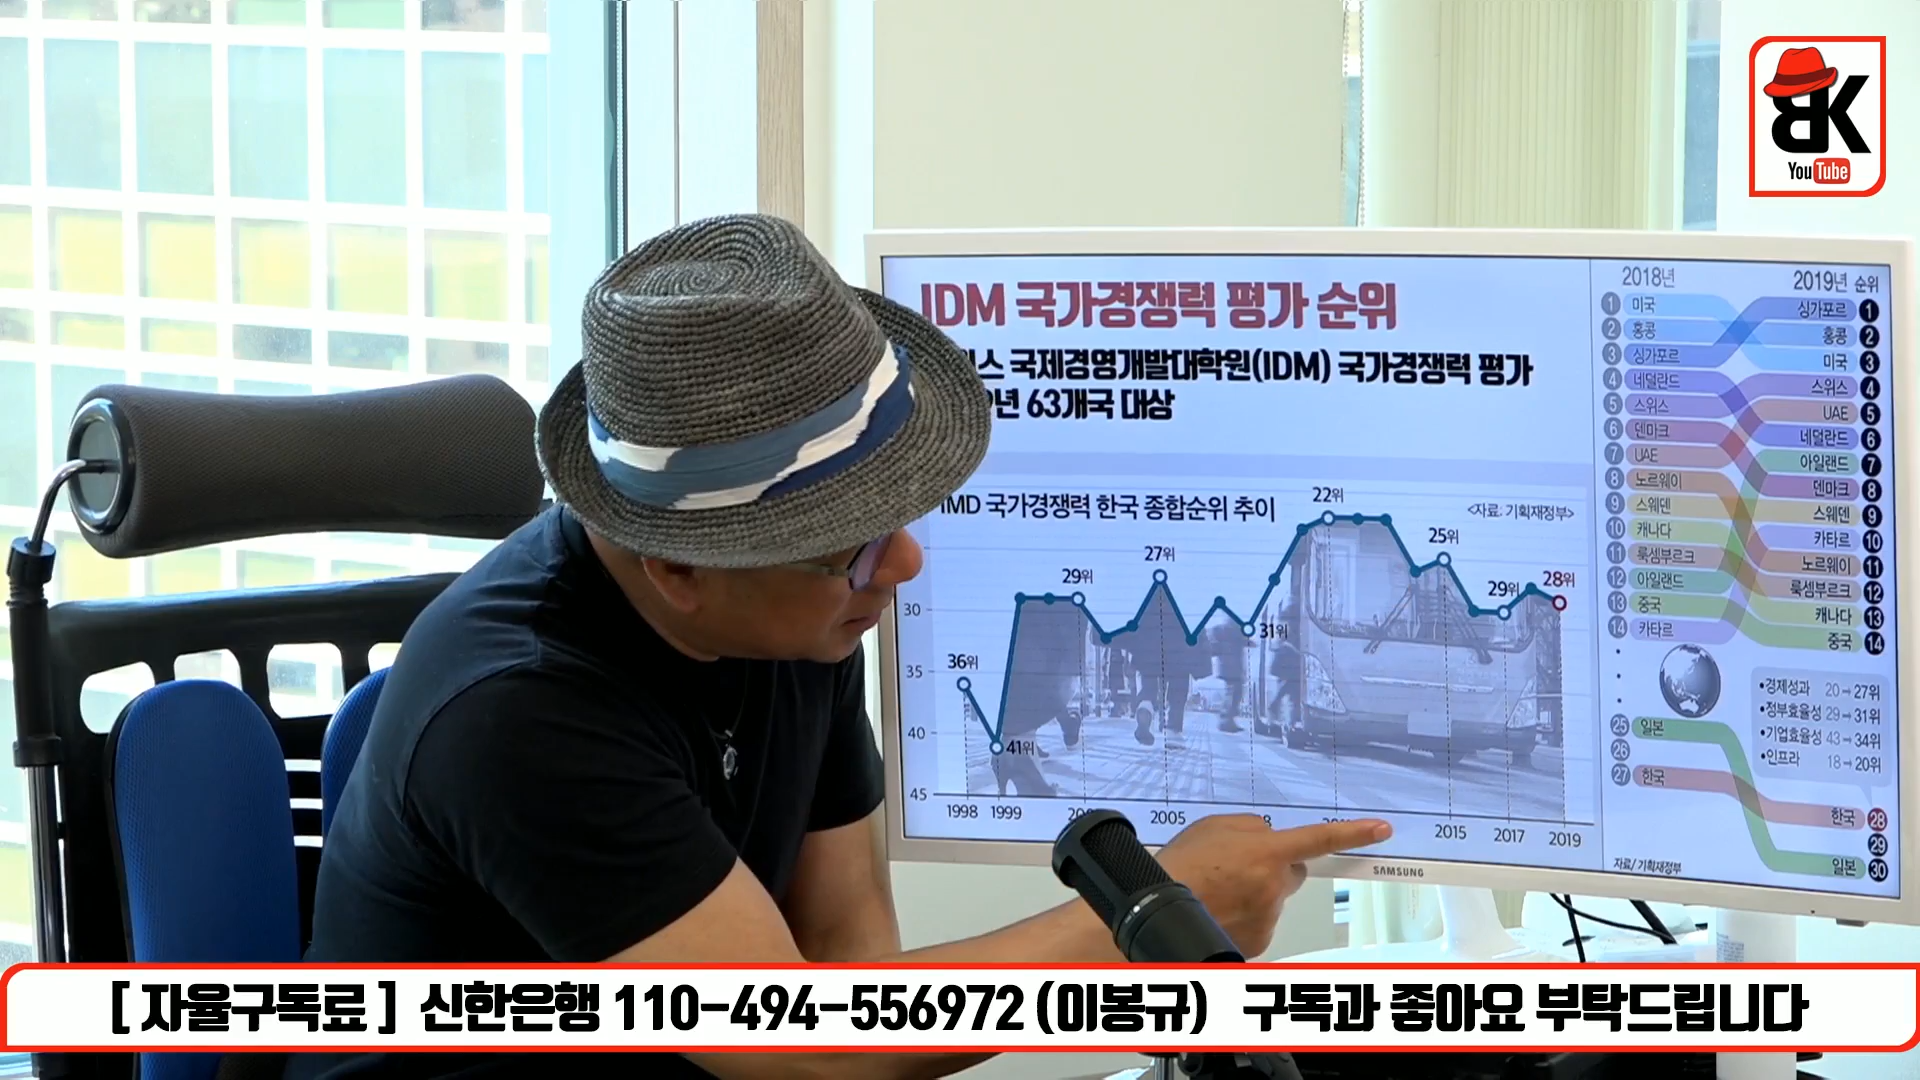 BK
YouTube
IDM 국가경쟁력 평가 순위
스 국제경영개발대학원(IDM) 국가경쟁력 평가
년 63개국 대상
IMD 국가경쟁력 한국 종합순위 추이
<자료: 기획재정부>
36위
41위
29위
27위
31위
22위
25위
29위
28위
30
35
40
45
1998
1999
2005
2015
2017
2019
2018년
1 미국
2 홍콩
3 싱가포르
4 네덜란드
5 스위스
6 덴마크
7 UAE
8 노르웨이
9 스웨덴
10 캐나다
11 룩셈부르크
12 아일랜드
13 중국
14 카타르
25 일본
26
27 한국
2019년 순위
싱가포르 1
홍콩 2
미국 3
스위스 4
UAE 5
네덜란드 6
아일랜드 7
덴마크 8
스웨덴 9
카타르 10
노르웨이 11
룩셈부르크 12
캐나다 13
중국 14
•경제성과 20→27위
•정부효율성 29→31위
•기업효율성 43→34위
•인프라 18→20위
한국 28
29
일본 30
자료/ 기획재정부
SAMSUNG
[ 자율구독료 ] 신한은행 110-494-556972 (이봉규) 구독과 좋아요 부탁드립니다